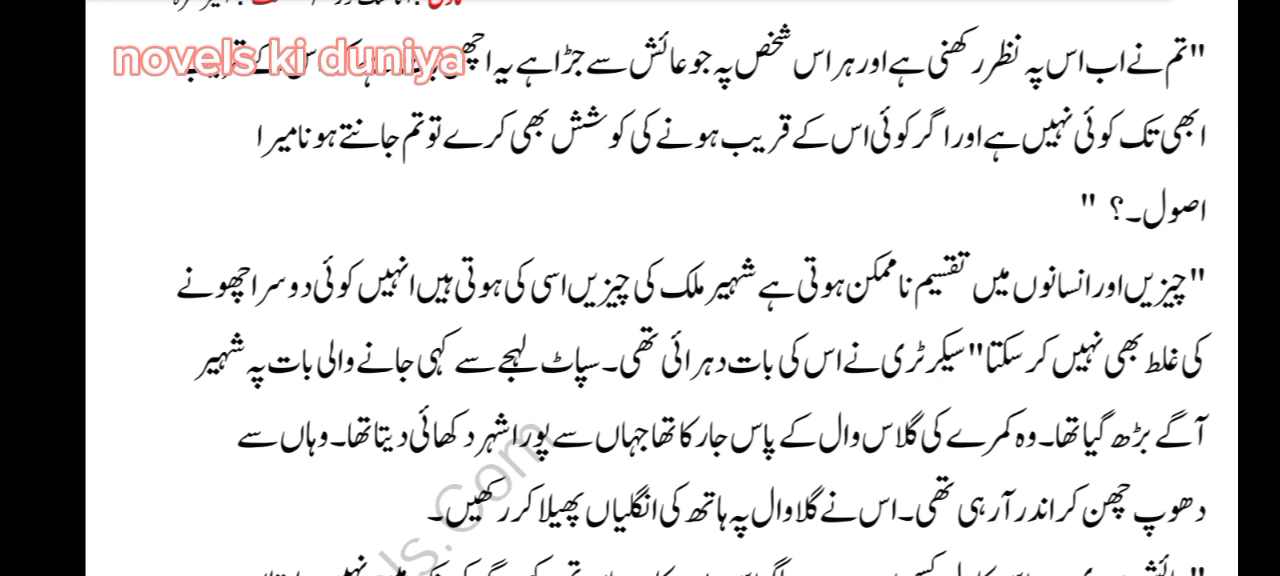 novels ki duniya
"تم نے اب اس پہ نظر رکھنی ہے اور ہر اس شخص پہ جو عائش سے جڑا ہے یہ
ابھی تک کوئی نہیں ہے اور اگر کوئی اس کے قریب ہونے کی کوشش بھی کرے تو تم جانتے ہو نا میرا
اصول۔؟ "
"چیزیں اور انسانوں میں تقسیم ناممکن ہوتی ہے شہیر ملک کی چیزیں اسی کی ہوتی ہیں انہیں کوئی دوسرا چھونے
کی غلط بھی نہیں کر سکتا" سیکرٹری نے اس کی بات دہرائی تھی۔ سپاٹ لہجے سے کہی جانے والی بات پہ شہیر
آگے بڑھ گیا تھا۔ وہ کمرے کی گلاس وال کے پاس جا رکا تھا جہاں سے پورا شہر دکھائی دیتا تھا۔ وہاں سے
دھوپ چھن کر اندر آرہی تھی۔ اس نے گلا وال پہ ہاتھ کی انگلیاں پھیلا کر رکھیں۔
ls.Com